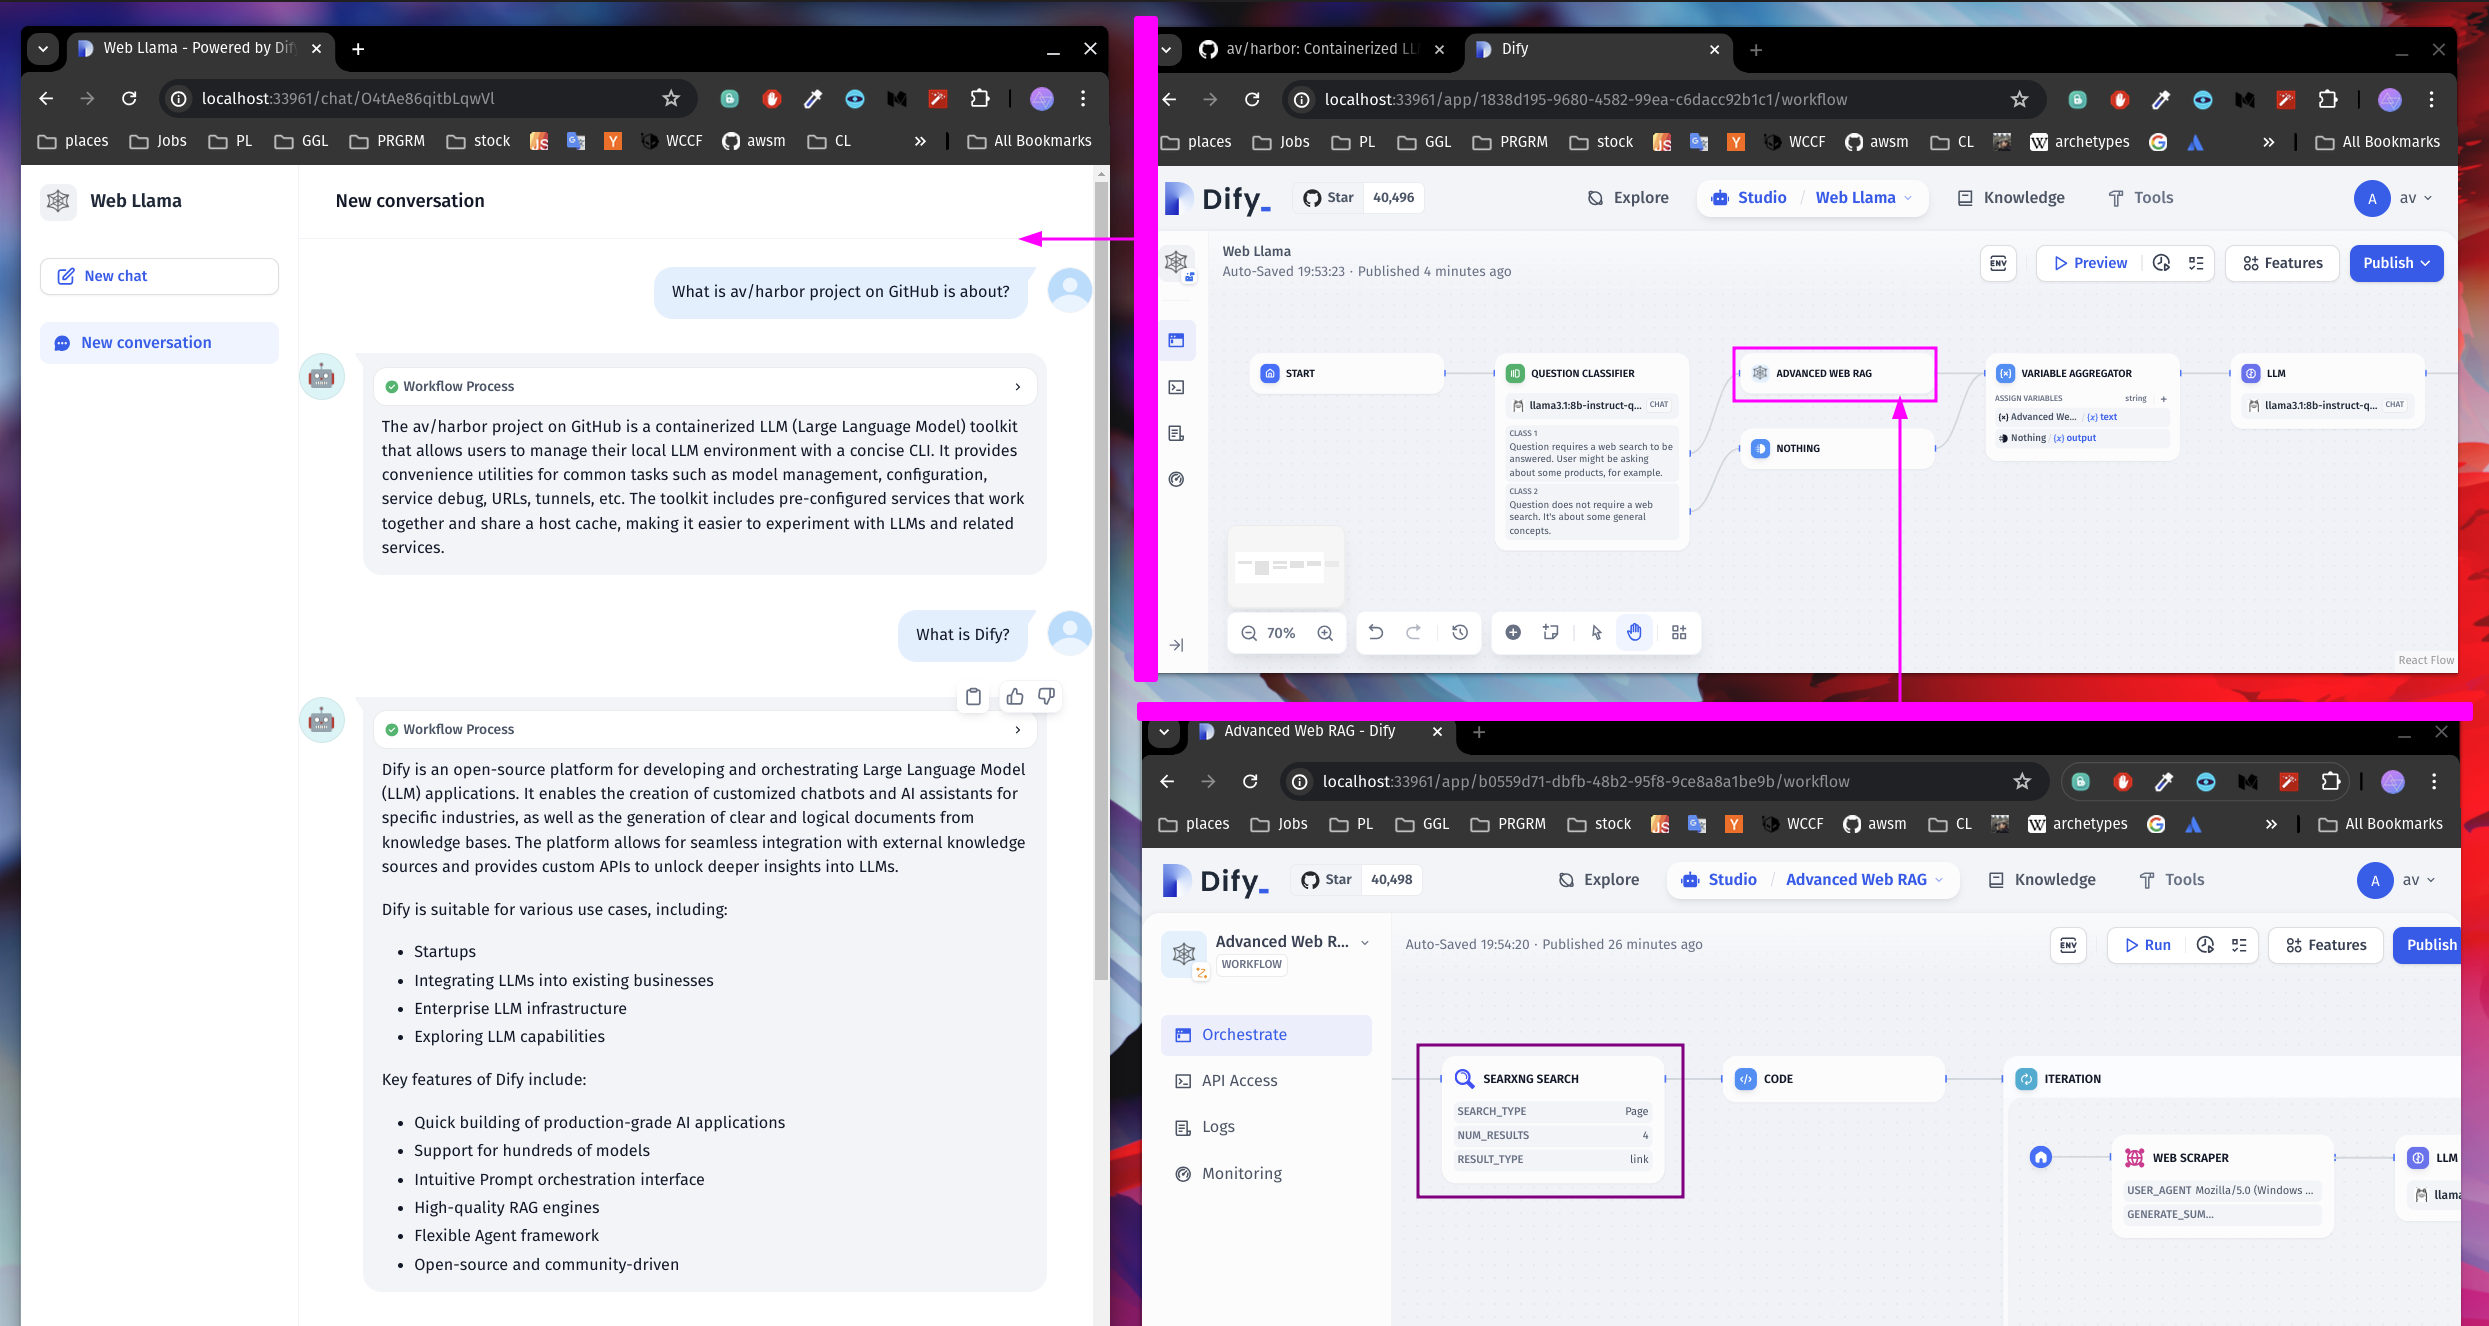 Web Llama - Powered by Dif
localhost:33961/chat/O4tAe86qitbLqwVl
places Jobs PL GGL PRGRM stock WCCF awsm CL » All Bookmarks
Web Llama
New chat
New conversation
New conversation
What is av/harbor project on GitHub is about?
Workflow Process
The av/harbor project on GitHub is a containerized LLM (Large Language Model) toolkit
that allows users to manage their local LLM environment with a concise CLI. It provides
convenience utilities for common tasks such as model management, configuration,
service debug, URLs, tunnels, etc. The toolkit includes pre-configured services that work
together and share a host cache, making it easier to experiment with LLMs and related
services.
What is Dify?
Workflow Process
Dify is an open-source platform for developing and orchestrating Large Language Model
(LLM) applications. It enables the creation of customized chatbots and AI assistants for
specific industries, as well as the generation of clear and logical documents from
knowledge bases. The platform allows for seamless integration with external knowledge
sources and provides custom APIs to unlock deeper insights into LLMs.
Dify is suitable for various use cases, including:
• Startups
• Integrating LLMs into existing businesses
• Enterprise LLM infrastructure
• Exploring LLM capabilities
Key features of Dify include:
• Quick building of production-grade AI applications
• Support for hundreds of models
• Intuitive Prompt orchestration interface
• High-quality RAG engines
• Flexible Agent framework
• Open-source and community-driven
av/harbor: Containerized LL
Dify
localhost:33961/app/1838d195-9680-4582-99ea-c6dacc92b1c1/workflow
places Jobs PL GGL PRGRM stock WCCF awsm CL archetypes » All Bookmarks
Dify_ Star 40,496 Explore Studio / Web Llama Knowledge Tools A av
Web Llama
Auto-Saved 19:53:23 · Published 4 minutes ago
ENV Preview Features Publish
START
QUESTION CLASSIFIER
llama3.1:8b-instruct-q... CHAT
CLASS 1
Question requires a web search to be
answered. User might be asking
about some products, for example.
CLASS 2
Question does not require a web
search. It's about some general
concepts.
ADVANCED WEB RAG
NOTHING
VARIABLE AGGREGATOR
ASSIGN VARIABLES string +
Advanced We... / (x) text
Nothing / (x) output
LLM
llama3.1:8b-instruct-q... CHAT
70%
React Flow
Advanced Web RAG - Dify
localhost:33961/app/b0559d71-dbfb-48b2-95f8-9ce8a8a1be9b/workflow
places Jobs PL GGL PRGRM stock WCCF awsm CL archetypes » All Bookmarks
Dify_ Star 40,498 Explore Studio / Advanced Web RAG Knowledge Tools A av
Advanced Web R...
WORKFLOW
Auto-Saved 19:54:20 · Published 26 minutes ago
ENV Run Features Publish
Orchestrate
API Access
Logs
Monitoring
SEARXNG SEARCH
SEARCH_TYPE Page
NUM_RESULTS 4
RESULT_TYPE link
CODE
ITERATION
WEB SCRAPER
USER_AGENT Mozilla/5.0 (Windows ...
GENERATE_SUM...
LLM
llama